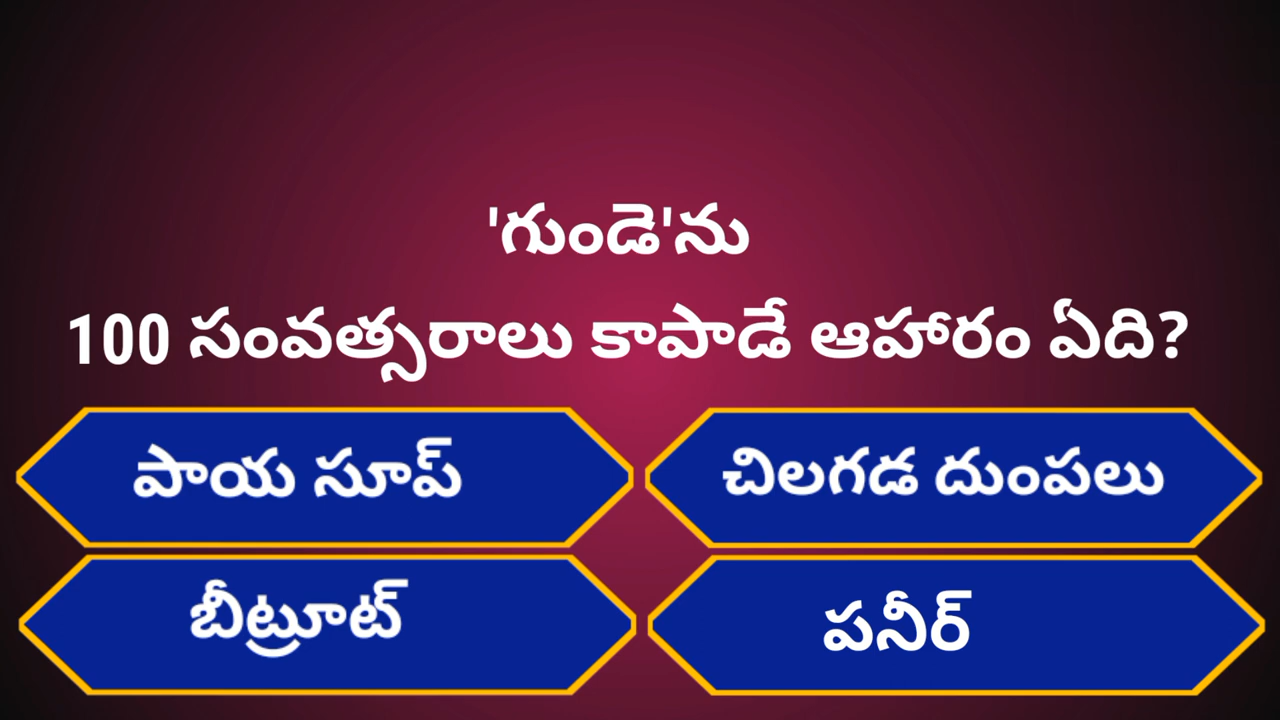 'గుండె'ను
100 సంవత్సరాలు కాపాడే ఆహారం ఏది?
పాయ సూప్
చిలగడ దుంపలు
బీట్రూట్
పనీర్